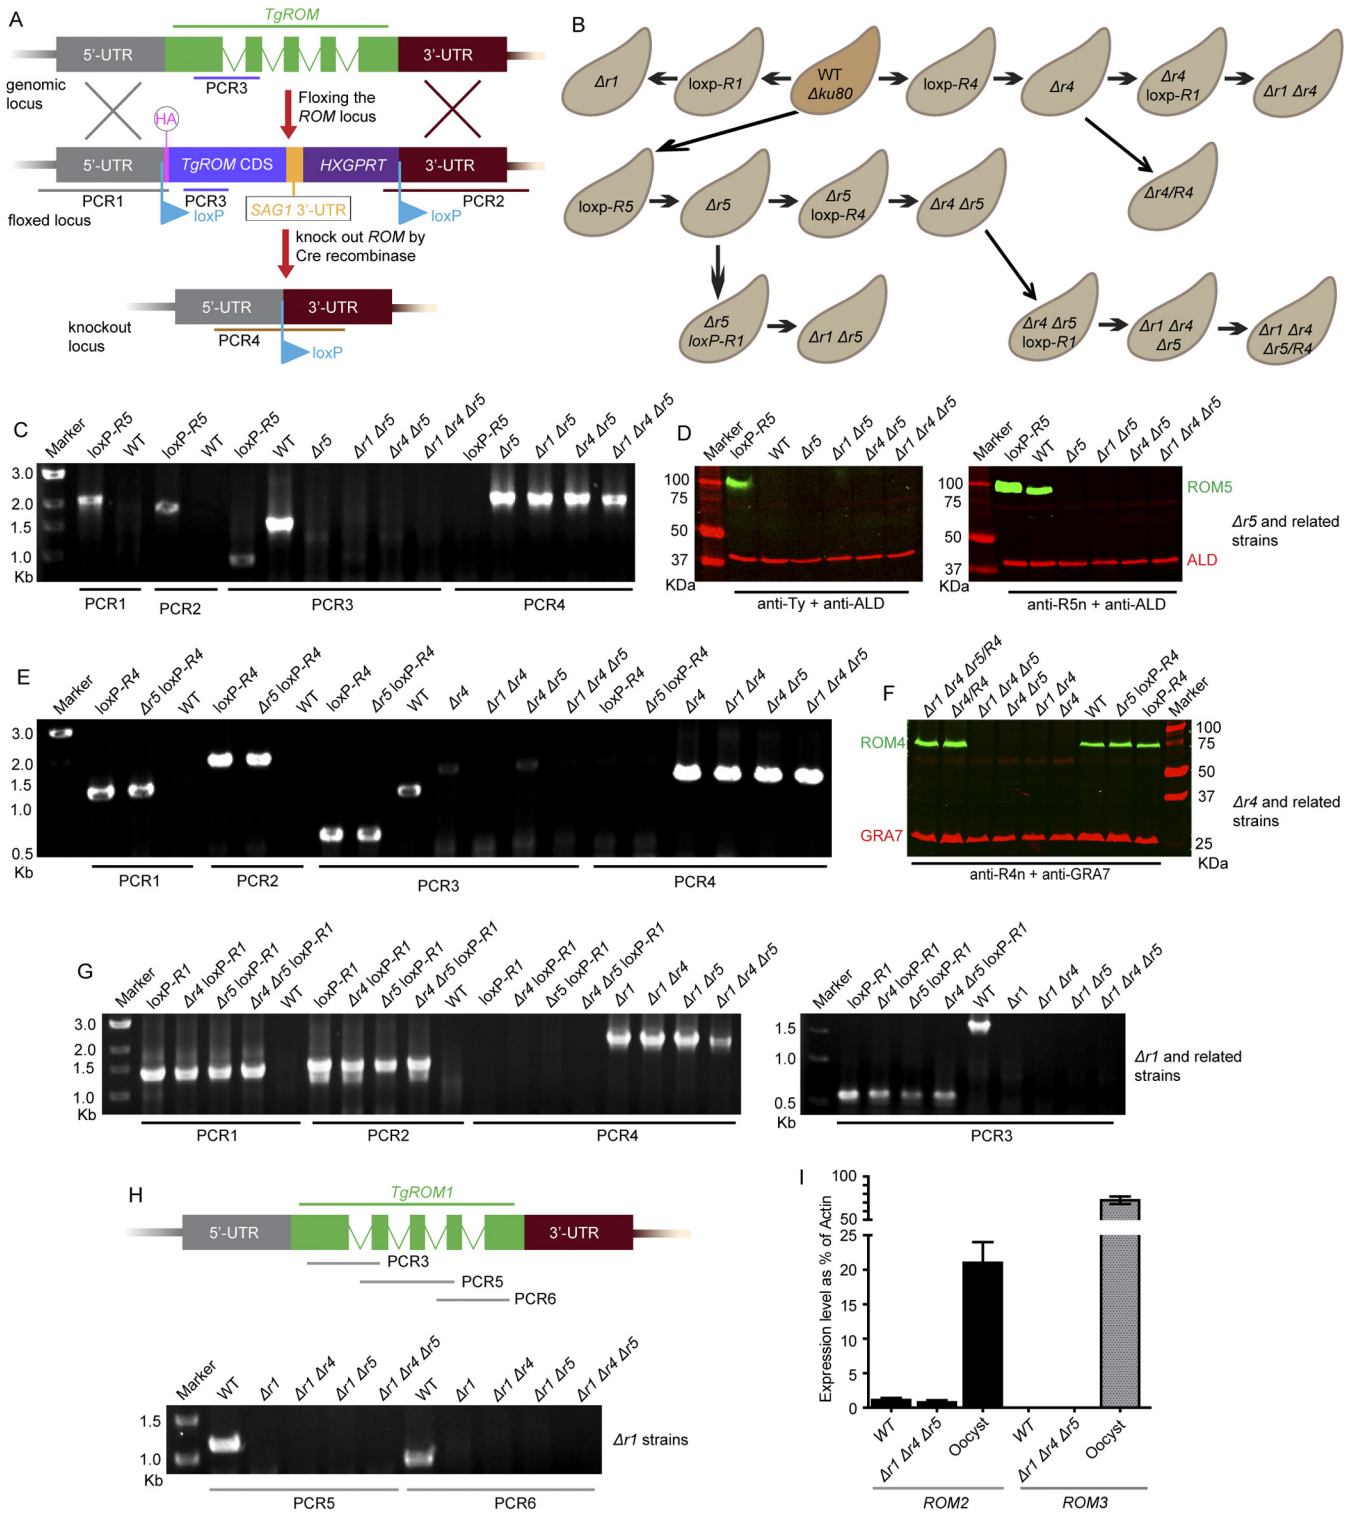 A
TgROM
5'-UTR
3'-UTR
genomic
locus
PCR3
Floxing the
ROM locus
HA
5'-UTR
TgROM CDS
HXGPRT
3'-UTR
PCR1
PCR3
PCR2
floxed locus
loxP
SAG1 3'-UTR
loxP
knock out ROM by
Cre recombinase
5'-UTR
3'-UTR
knockout
locus
PCR4
loxP
B
Δr1
loxp-R1
WT
Δku80
loxp-R4
Δr4
Δr4
loxp-R1
Δr1 Δr4
loxp-R5
Δr5
Δr5
loxp-R4
Δr4 Δr5
Δr4/R4
Δr5
loxP-R1
Δr1 Δr5
Δr4 Δr5
loxp-R1
Δr1 Δr4
Δr5
Δr1 Δr4
Δr5/R4
C
Marker
loxP-R5
WT
loxP-R5
WT
loxP-R5
WT
Δr5
Δr1 Δr5
Δr4 Δr5
Δr1 Δr4 Δr5
loxP-R5
Δr5
Δr1 Δr5
Δr4 Δr5
Δr1 Δr4 Δr5
3.0
2.0
1.5
1.0
Kb
PCR1
PCR2
PCR3
PCR4
D
Marker
loxP-R5
WT
Δr5
Δr1 Δr5
Δr4 Δr5
Δr1 Δr4 Δr5
100
75
50
37
KDa
anti-Ty + anti-ALD
Marker
loxP-R5
WT
Δr5
Δr1 Δr5
Δr4 Δr5
Δr1 Δr4 Δr5
100
75
50
37
KDa
ROM5
ALD
anti-R5n + anti-ALD
Δr5 and related
strains
E
Marker
loxP-R4
Δr5 loxP-R4
WT
loxP-R4
Δr5 loxP-R4
WT
loxP-R4
Δr5 loxP-R4
WT
Δr4
Δr1 Δr4
Δr4 Δr5
Δr1 Δr4 Δr5
loxP-R4
Δr5 loxP-R4
Δr4
Δr1 Δr4
Δr4 Δr5
Δr1 Δr4 Δr5
3.0
2.0
1.5
1.0
0.5
Kb
PCR1
PCR2
PCR3
PCR4
F
Δr1 Δr4 Δr5/R4
Δr4/R4
Δr1 Δr4 Δr5
Δr4 Δr5
Δr1 Δr4
Δr4
WT
Δr5 loxP-R4
loxP-R4
Marker
ROM4
GRA7
100
75
50
37
25
KDa
anti-R4n + anti-GRA7
Δr4 and related
strains
G
Marker
loxP-R1
Δr4 loxP-R1
Δr5 loxP-R1
Δr4 Δr5 loxP-R1
WT
loxP-R1
Δr4 loxP-R1
Δr5 loxP-R1
Δr4 Δr5 loxP-R1
WT
loxP-R1
Δr4 loxP-R1
Δr5 loxP-R1
Δr4 Δr5 loxP-R1
Δr1
Δr1 Δr4
Δr1 Δr5
Δr1 Δr4 Δr5
3.0
2.0
1.5
1.0
Kb
PCR1
PCR2
PCR4
Marker
loxP-R1
Δr4 loxP-R1
Δr5 loxP-R1
Δr4 Δr5 loxP-R1
WT
Δr1
Δr1 Δr4
Δr1 Δr5
Δr1 Δr4 Δr5
1.5
1.0
0.5
Kb
PCR3
Δr1 and related
strains
H
TgROM1
5'-UTR
3'-UTR
PCR3
PCR5
PCR6
Marker
WT
Δr1
Δr1 Δr4
Δr1 Δr5
Δr1 Δr4 Δr5
WT
Δr1
Δr1 Δr4
Δr1 Δr5
Δr1 Δr4 Δr5
1.5
1.0
Kb
PCR5
PCR6
Δr1 strains
I
Expression level as % of Actin
100
50
25
20
15
10
5
0
WT
Δr1 Δr4 Δr5
Oocyst
WT
Δr1 Δr4 Δr5
Oocyst
ROM2
ROM3